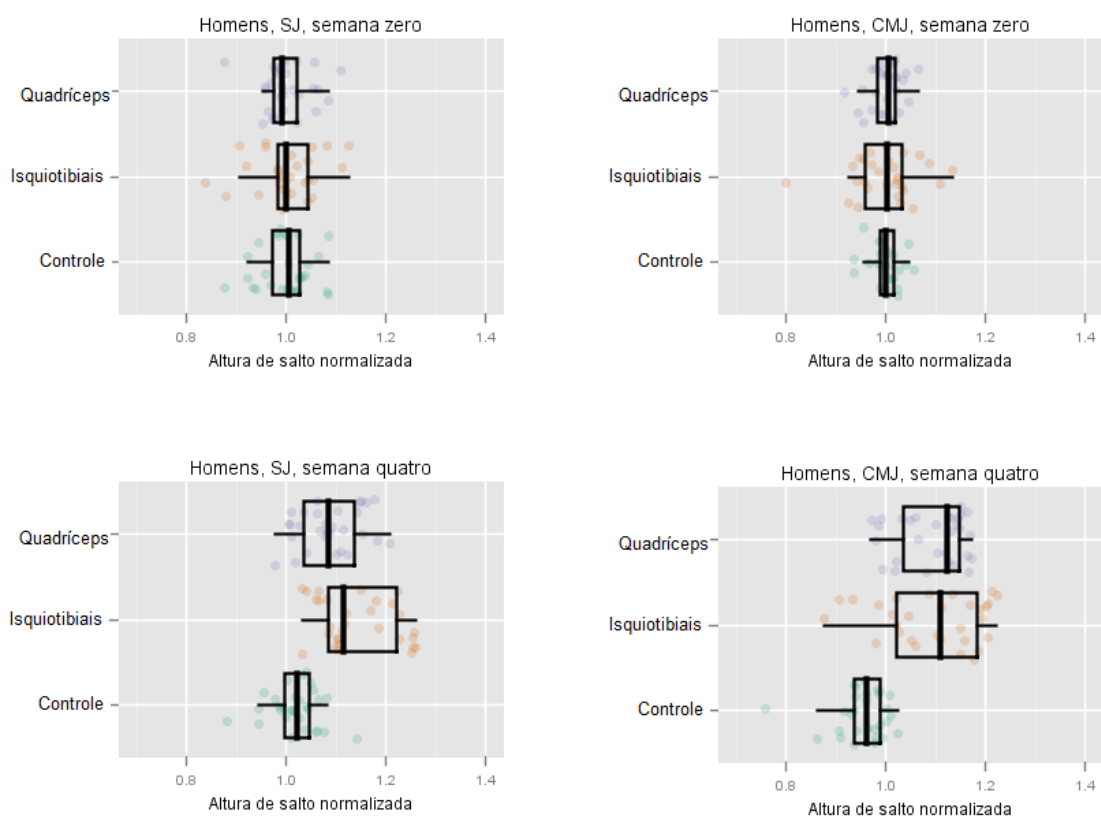 Homens, SJ, semana zero
Quadríceps
Isquiotibiais
Controle
0.8 1.0 1.2 1.4
Altura de salto normalizada
Homens, CMJ, semana zero
Quadríceps
Isquiotibiais
Controle
0.8 1.0 1.2 1.4
Altura de salto normalizada
Homens, SJ, semana quatro
Quadríceps
Isquiotibiais
Controle
0.8 1.0 1.2 1.4
Altura de salto normalizada
Homens, CMJ, semana quatro
Quadríceps
Isquiotibiais
Controle
0.8 1.0 1.2 1.4
Altura de salto normalizada